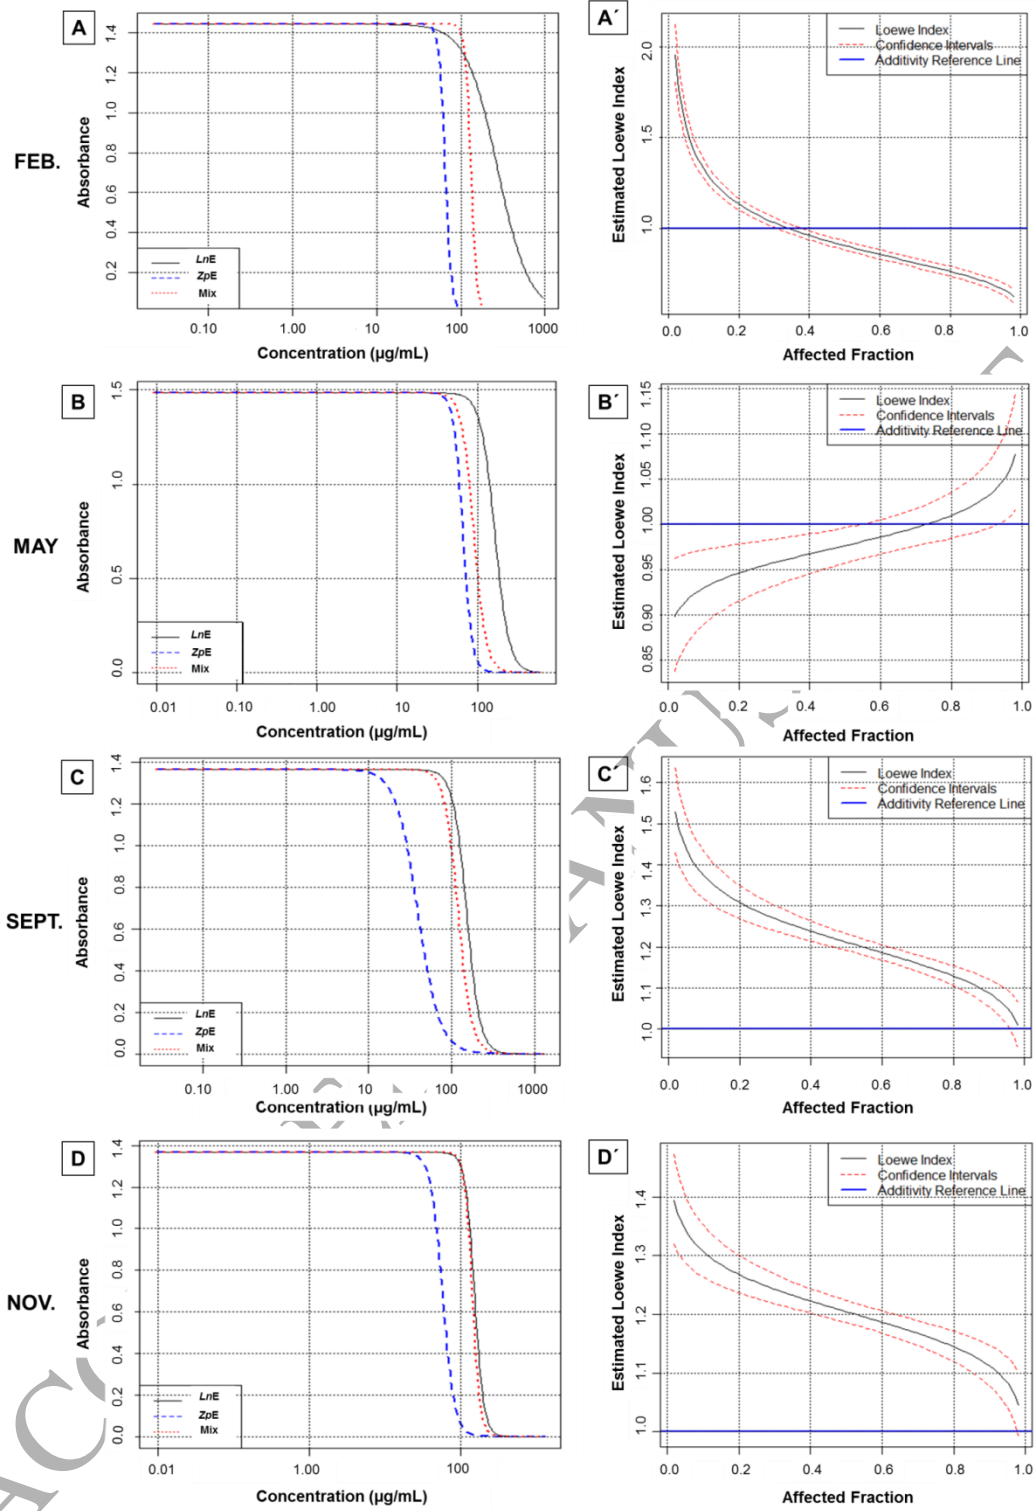 A
1.4
1.2
1.0
0.8
0.6
0.4
0.2
Absorbance
LnE
ZpE
Mix
0.10
1.00
10
100
1000
Concentration (µg/mL)
FEB.
A´
2.0
1.5
1.0
Estimated Loewe Index
Loewe Index
Confidence Intervals
Additivity Reference Line
0.0
0.2
0.4
0.6
0.8
1.0
Affected Fraction
B
1.5
1.0
0.5
0.0
Absorbance
LnE
ZpE
Mix
0.01
0.10
1.00
10
100
Concentration (µg/mL)
MAY
B´
1.15
1.10
1.05
1.00
0.95
0.90
0.85
Estimated Loewe Index
Loewe Index
Confidence Intervals
Additivity Reference Line
0.0
0.2
0.4
0.6
0.8
1.0
Affected Fraction
C
1.4
1.2
1.0
0.8
0.6
0.4
0.2
0.0
Absorbance
LnE
ZpE
Mix
0.10
1.00
10
100
1000
Concentration (µg/mL)
SEPT.
C´
1.6
1.5
1.4
1.3
1.2
1.1
1.0
Estimated Loewe Index
Loewe Index
Confidence Intervals
Additivity Reference Line
0.0
0.2
0.4
0.6
0.8
1.0
Affected Fraction
D
1.4
1.2
1.0
0.8
0.6
0.4
0.2
0.0
Absorbance
LnE
ZpE
Mix
0.01
1.00
100
Concentration (µg/mL)
NOV.
D´
1.4
1.3
1.2
1.1
1.0
Estimated Loewe Index
Loewe Index
Confidence Intervals
Additivity Reference Line
0.0
0.2
0.4
0.6
0.8
1.0
Affected Fraction